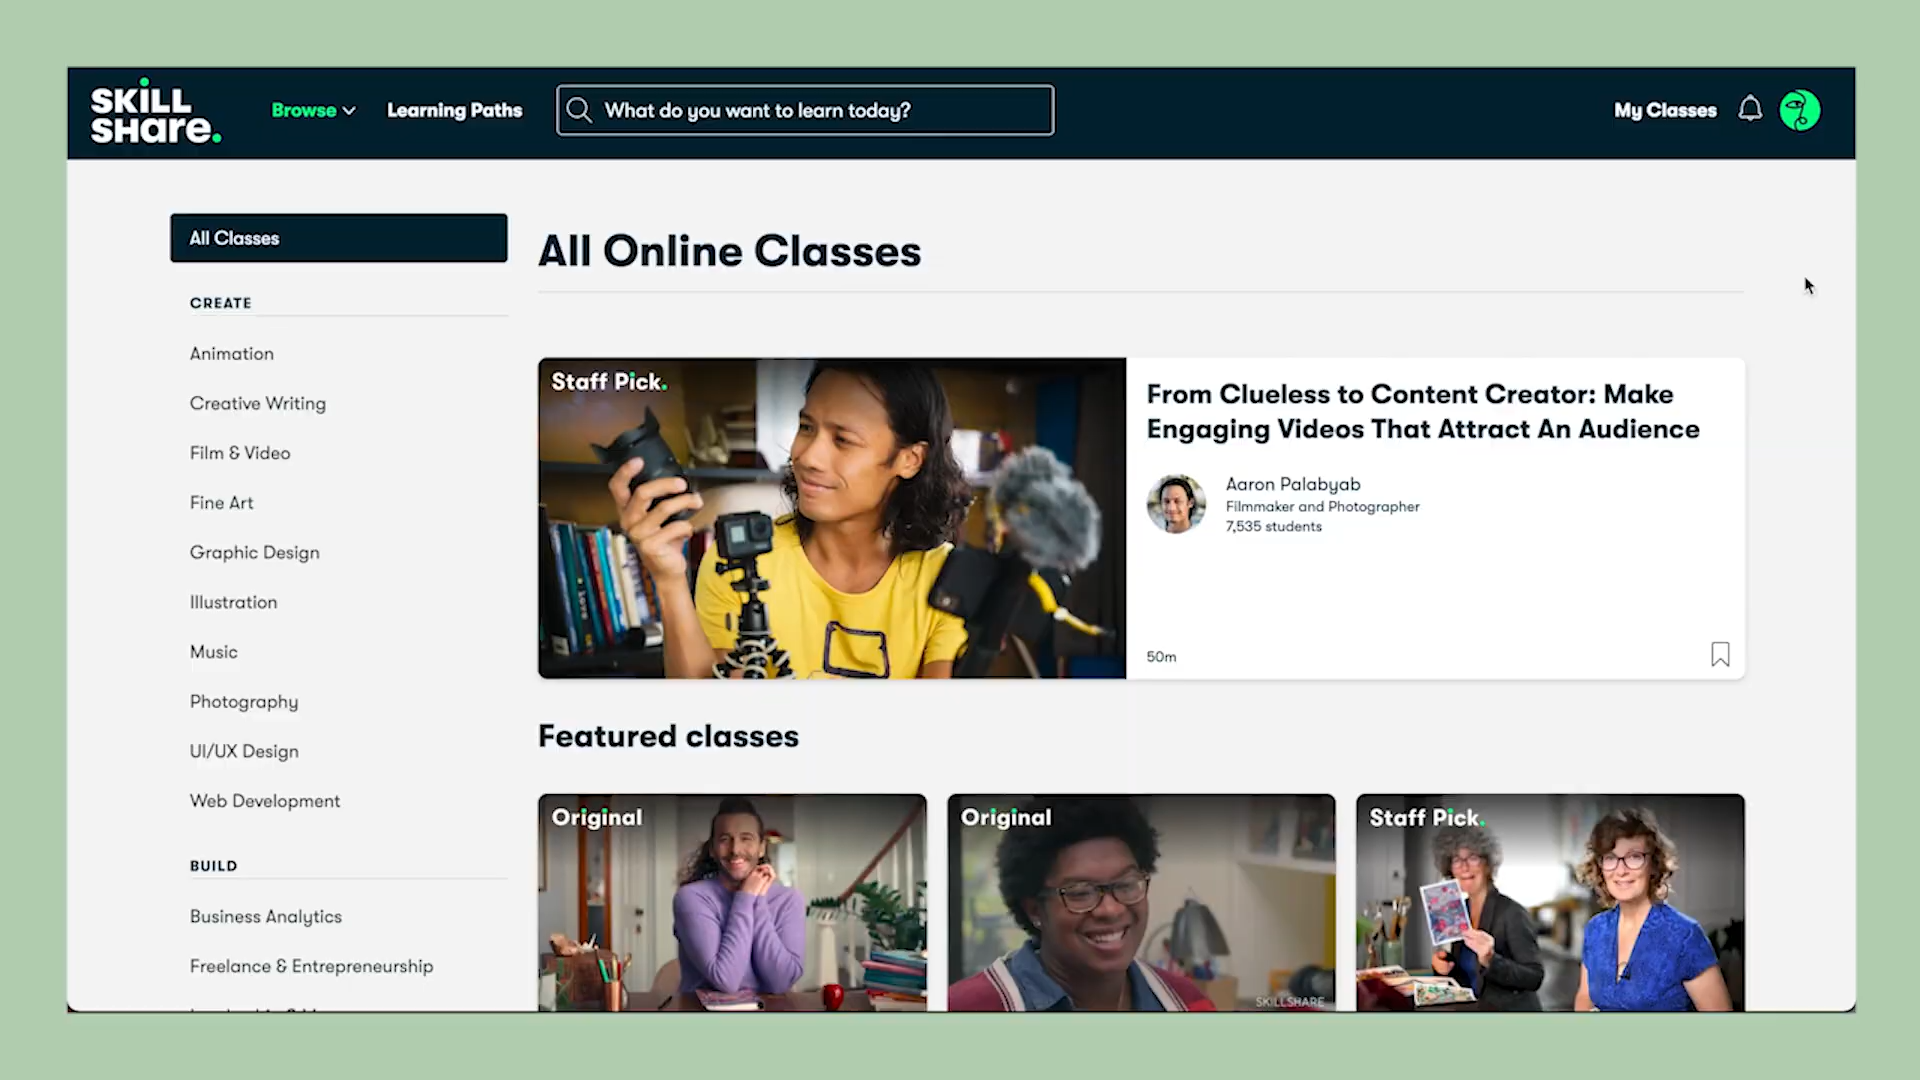 SKILL
SHare.
Browse
Learning Paths
What do you want to learn today?
My Classes
All Classes
CREATE
Animation
Creative Writing
Film & Video
Fine Art
Graphic Design
Illustration
Music
Photography
UI/UX Design
Web Development
BUILD
Business Analytics
Freelance & Entrepreneurship
All Online Classes
Staff Pick.
From Clueless to Content Creator: Make
Engaging Videos That Attract An Audience
Aaron Palabyab
Filmmaker and Photographer
7,535 students
50m
Featured classes
Original
Original
SKILLSHARE
Staff Pick.